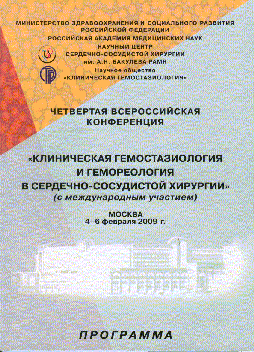 МИНИСТЕРСТВО ЗДРАВООХРАНЕНИЯ И СОЦИАЛЬНОГО РАЗВИТИЯ
РОССИЙСКОЙ ФЕДЕРАЦИИ
РОССИЙСКАЯ АКАДЕМИЯ МЕДИЦИНСКИХ НАУК
НАУЧНЫЙ ЦЕНТР
СЕРДЕЧНО-СОСУДИСТОЙ ХИРУРГИИ
им. А.Н. БАКУЛЕВА РАМН
Научное общество
«КЛИНИЧЕСКАЯ ГЕМОСТАЗИОЛОГИЯ»
ЧЕТВЕРТАЯ ВСЕРОССИЙСКАЯ
КОНФЕРЕНЦИЯ
«КЛИНИЧЕСКАЯ ГЕМОСТАЗИОЛОГИЯ
И ГЕМОРЕОЛОГИЯ
В СЕРДЕЧНО-СОСУДИСТОЙ ХИРУРГИИ»
(с международным участием)
МОСКВА
4–6 февраля 2009 г.
ПРОГРАММА